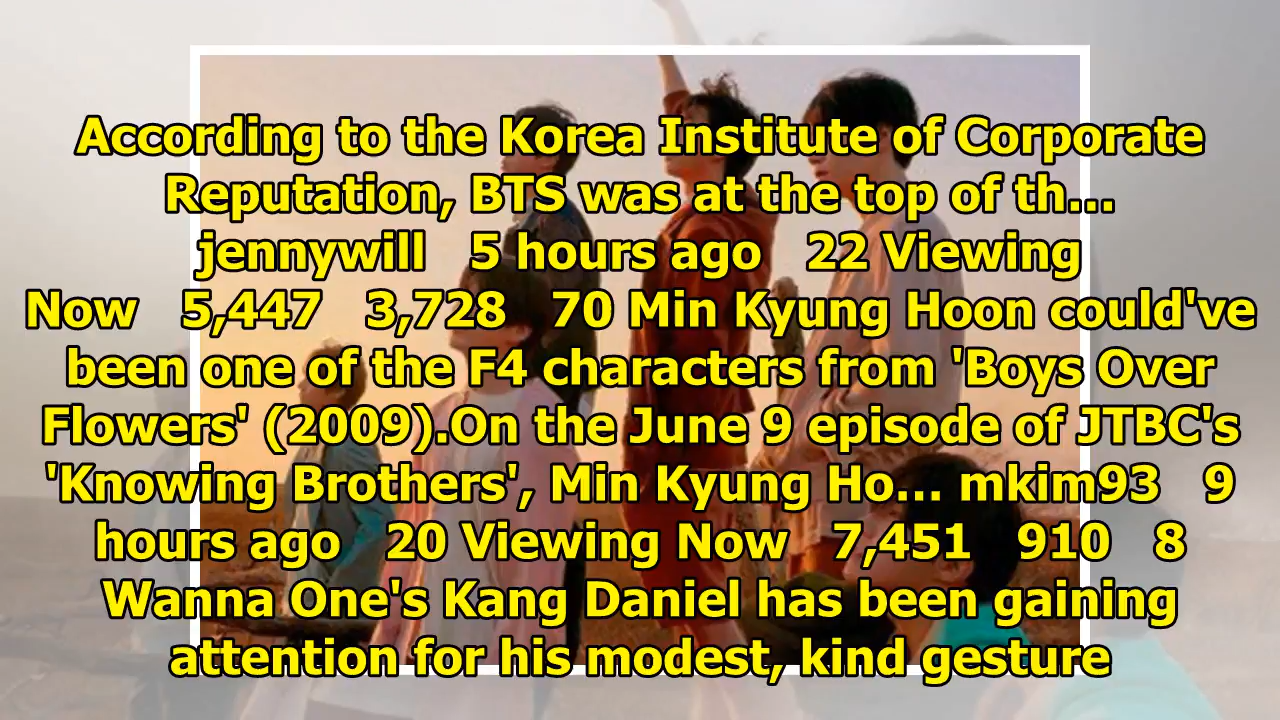 According to the Korea Institute of Corporate
Reputation, BTS was at the top of th...
jennywill   5 hours ago   22 Viewing
Now   5,447   3,728   70 Min Kyung Hoon could've
been one of the F4 characters from 'Boys Over
Flowers' (2009).On the June 9 episode of JTBC's
'Knowing Brothers', Min Kyung Ho... mkim93   9
hours ago   20 Viewing Now   7,451   910   8
Wanna One's Kang Daniel has been gaining
attention for his modest, kind gesture